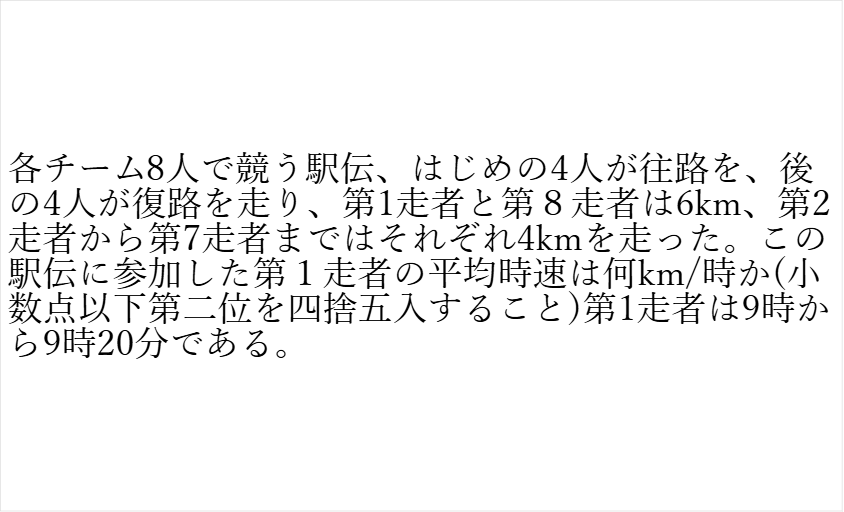 各チーム8人で競う駅伝、はじめの4人が往路を、後
の4人が復路を走り、第1走者と第８走者は6km、第2
走者から第7走者まではそれぞれ4kmを走った。この
駅伝に参加した第１走者の平均時速は何km/時か(小
数点以下第二位を四捨五入すること)第1走者は9時か
ら9時20分である。